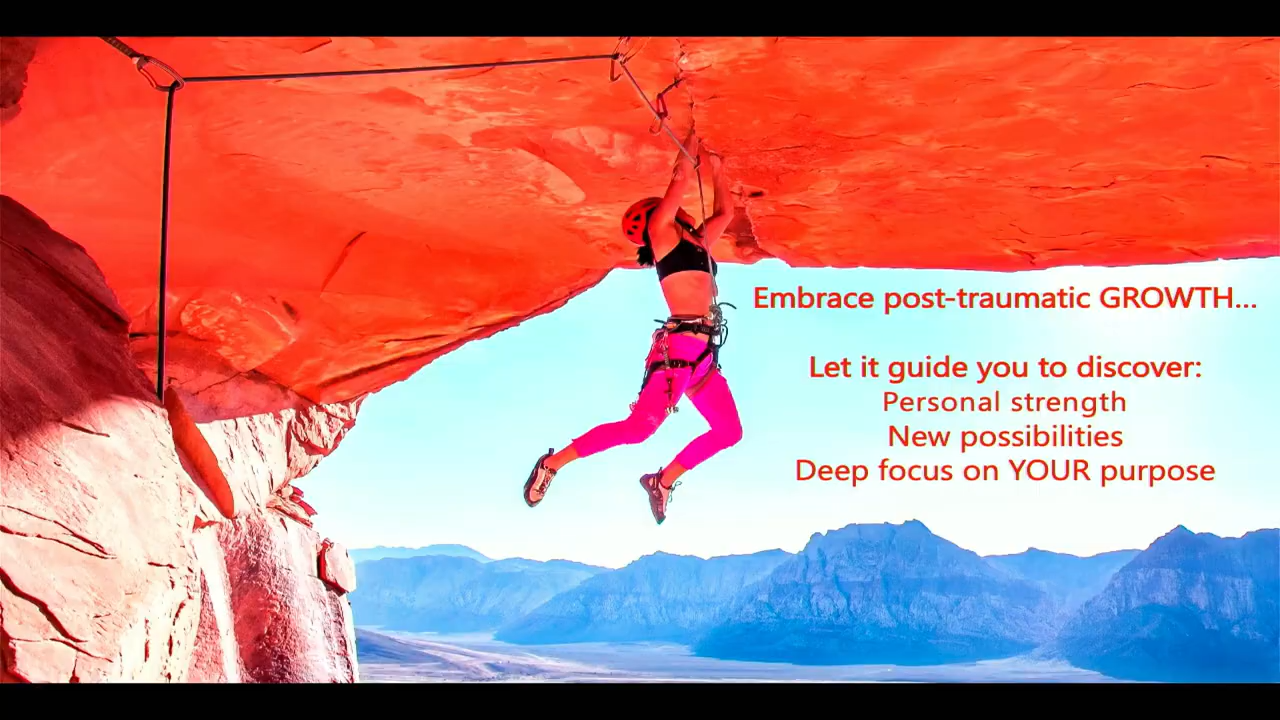 Embrace post-traumatic GROWTH...
Let it guide you to discover:
Personal strength
New possibilities
Deep focus on YOUR purpose